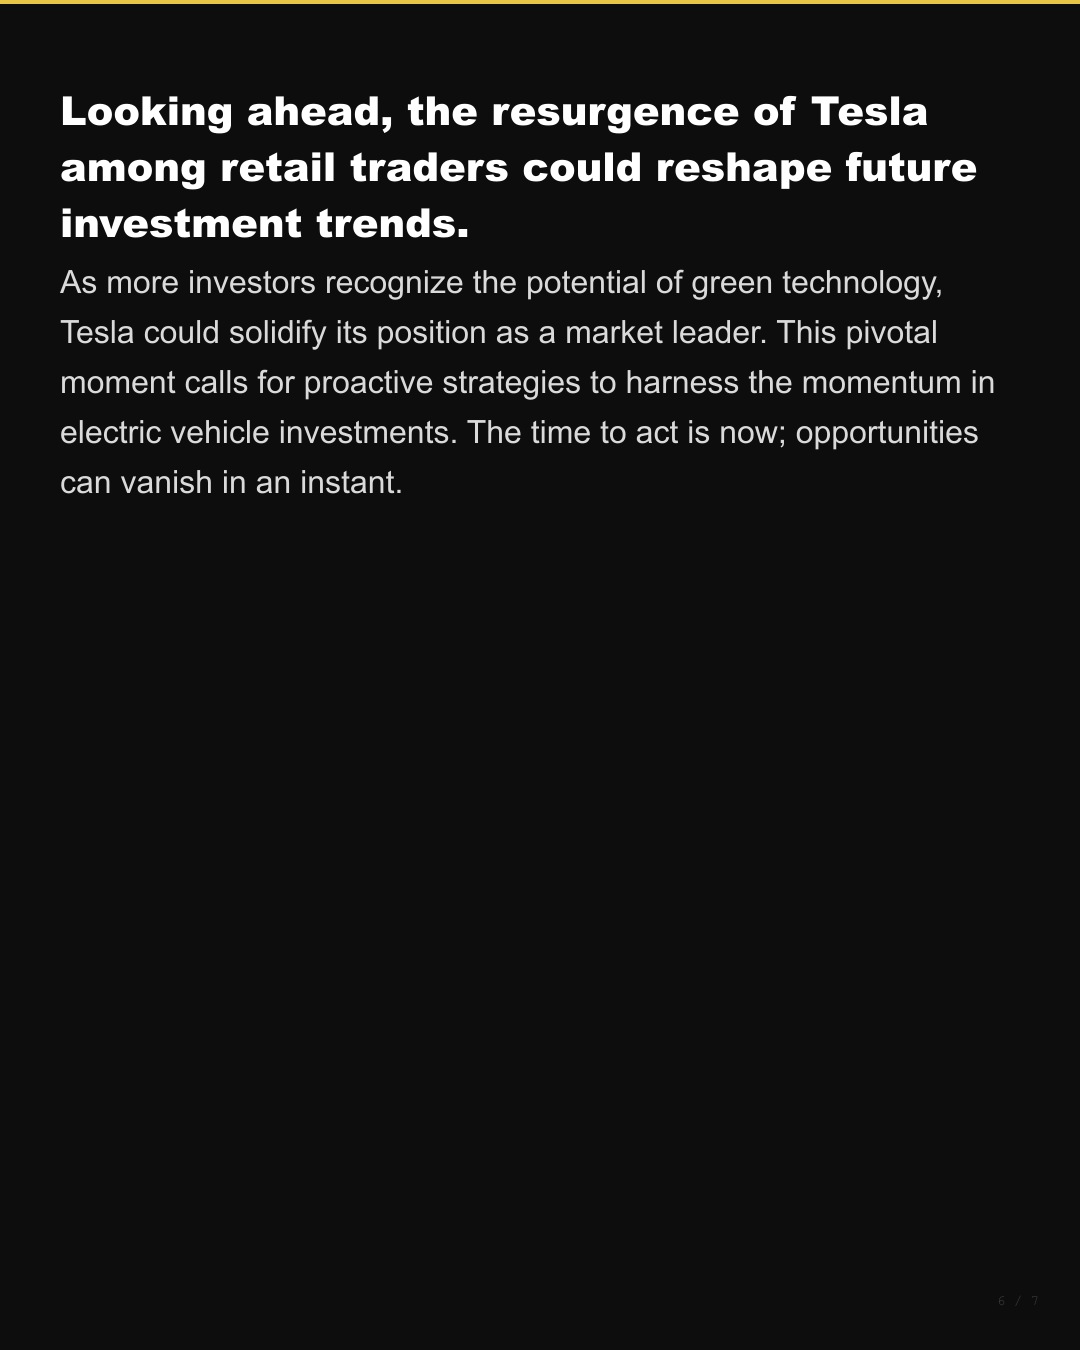 Looking ahead, the resurgence of Tesla
among retail traders could reshape future
investment trends.
As more investors recognize the potential of green technology,
Tesla could solidify its position as a market leader. This pivotal
moment calls for proactive strategies to harness the momentum in
electric vehicle investments. The time to act is now; opportunities
can vanish in an instant.
6 / 7